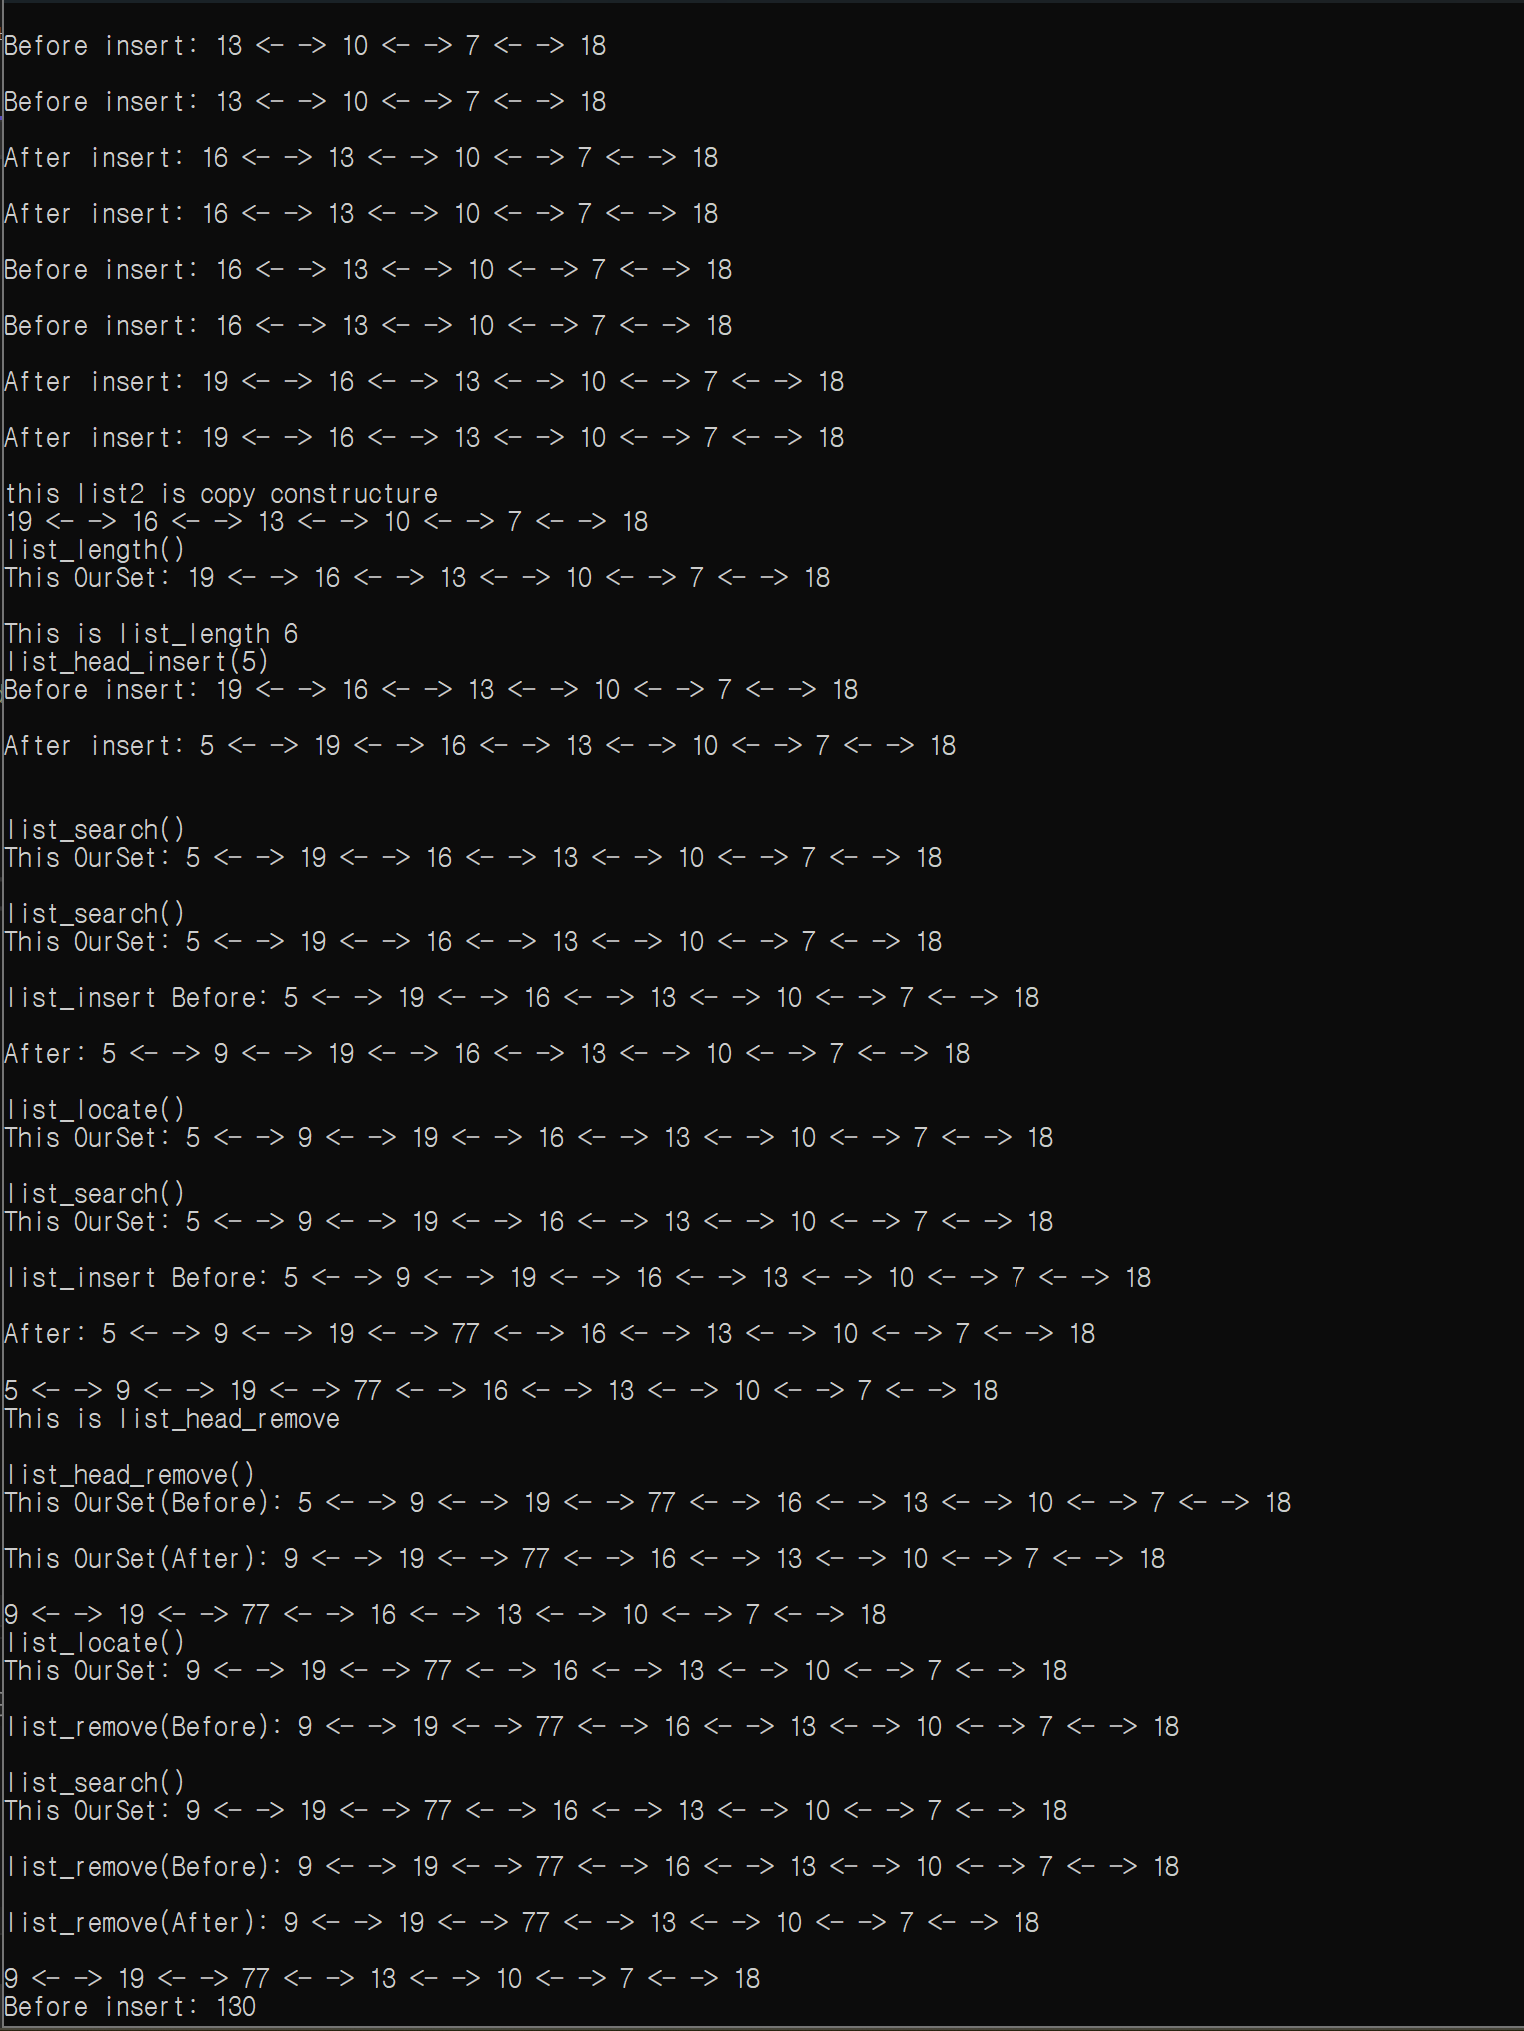 Before insert: 13 <- -> 10 <- -> 7 <- -> 18
Before insert: 13 <- -> 10 <- -> 7 <- -> 18
After insert: 16 <- -> 13 <- -> 10 <- -> 7 <- -> 18
After insert: 16 <- -> 13 <- -> 10 <- -> 7 <- -> 18
Before insert: 16 <- -> 13 <- -> 10 <- -> 7 <- -> 18
Before insert: 16 <- -> 13 <- -> 10 <- -> 7 <- -> 18
After insert: 19 <- -> 16 <- -> 13 <- -> 10 <- -> 7 <- -> 18
After insert: 19 <- -> 16 <- -> 13 <- -> 10 <- -> 7 <- -> 18
this list2 is copy constructure
19 <- -> 16 <- -> 13 <- -> 10 <- -> 7 <- -> 18
list_length()
This OurSet: 19 <- -> 16 <- -> 13 <- -> 10 <- -> 7 <- -> 18
This is list_length 6
list_head_insert(5)
Before insert: 19 <- -> 16 <- -> 13 <- -> 10 <- -> 7 <- -> 18
After insert: 5 <- -> 19 <- -> 16 <- -> 13 <- -> 10 <- -> 7 <- -> 18
list_search()
This OurSet: 5 <- -> 19 <- -> 16 <- -> 13 <- -> 10 <- -> 7 <- -> 18
list_search()
This OurSet: 5 <- -> 19 <- -> 16 <- -> 13 <- -> 10 <- -> 7 <- -> 18
list_insert Before: 5 <- -> 19 <- -> 16 <- -> 13 <- -> 10 <- -> 7 <- -> 18
After: 5 <- -> 9 <- -> 19 <- -> 16 <- -> 13 <- -> 10 <- -> 7 <- -> 18
list_locate()
This OurSet: 5 <- -> 9 <- -> 19 <- -> 16 <- -> 13 <- -> 10 <- -> 7 <- -> 18
list_search()
This OurSet: 5 <- -> 9 <- -> 19 <- -> 16 <- -> 13 <- -> 10 <- -> 7 <- -> 18
list_insert Before: 5 <- -> 9 <- -> 19 <- -> 16 <- -> 13 <- -> 10 <- -> 7 <- -> 18
After: 5 <- -> 9 <- -> 19 <- -> 77 <- -> 16 <- -> 13 <- -> 10 <- -> 7 <- -> 18
5 <- -> 9 <- -> 19 <- -> 77 <- -> 16 <- -> 13 <- -> 10 <- -> 7 <- -> 18
This is list_head_remove
list_head_remove()
This OurSet(Before): 5 <- -> 9 <- -> 19 <- -> 77 <- -> 16 <- -> 13 <- -> 10 <- -> 7 <- -> 18
This OurSet(After): 9 <- -> 19 <- -> 77 <- -> 16 <- -> 13 <- -> 10 <- -> 7 <- -> 18
9 <- -> 19 <- -> 77 <- -> 16 <- -> 13 <- -> 10 <- -> 7 <- -> 18
list_locate()
This OurSet: 9 <- -> 19 <- -> 77 <- -> 16 <- -> 13 <- -> 10 <- -> 7 <- -> 18
list_remove(Before): 9 <- -> 19 <- -> 77 <- -> 16 <- -> 13 <- -> 10 <- -> 7 <- -> 18
list_search()
This OurSet: 9 <- -> 19 <- -> 77 <- -> 16 <- -> 13 <- -> 10 <- -> 7 <- -> 18
list_remove(Before): 9 <- -> 19 <- -> 77 <- -> 16 <- -> 13 <- -> 10 <- -> 7 <- -> 18
list_remove(After): 9 <- -> 19 <- -> 77 <- -> 13 <- -> 10 <- -> 7 <- -> 18
9 <- -> 19 <- -> 77 <- -> 13 <- -> 10 <- -> 7 <- -> 18
Before insert: 130